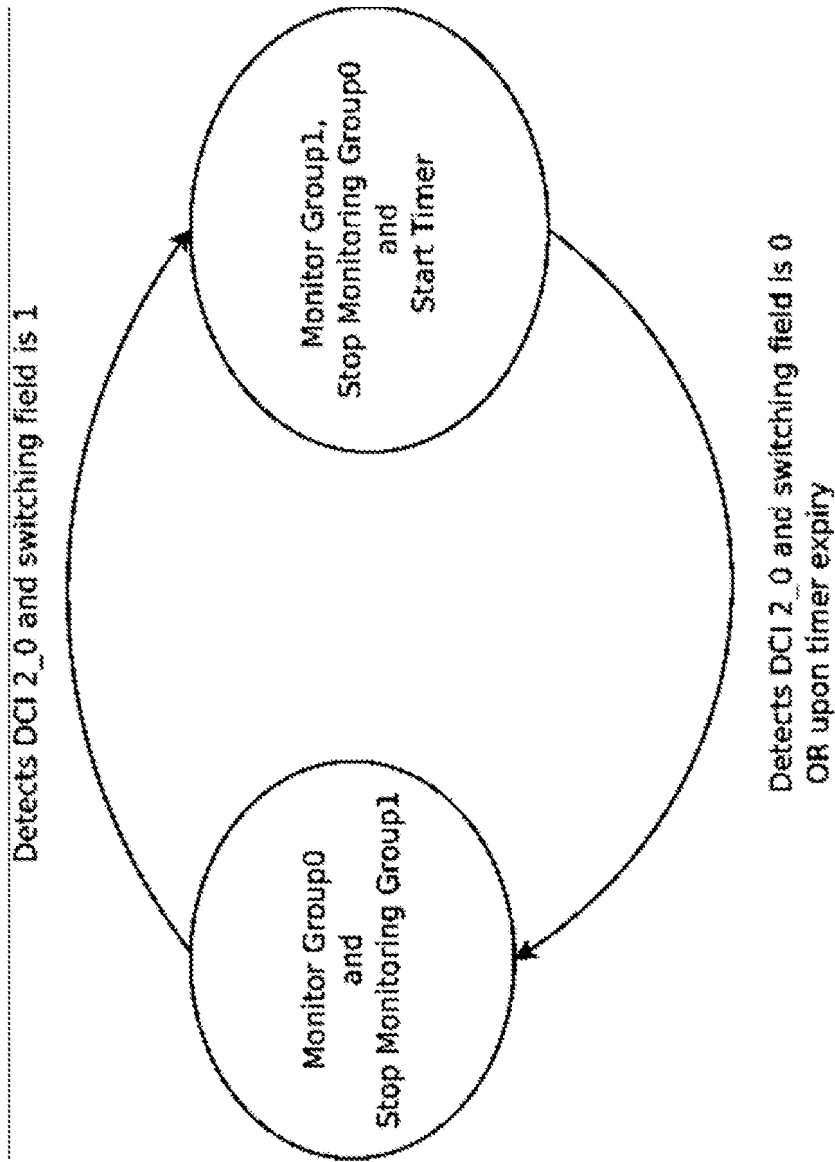 Detects DCI 2_0 and switching field is 1
Monitor Group0
and
Stop Monitoring Group1
Monitor Group1,
Stop Monitoring Group0
and
Start Timer
Detects DCI 2_0 and switching field is 0
OR upon timer expiry